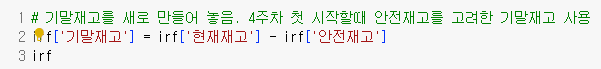 1 # 기말재고를 새로 만들어 놓음. 4주차 첫 시작할때 안전재고를 고려한 기말재고 사용
2 irf['기말재고'] = irf['현재재고'] - irf['안전재고']
3 irf